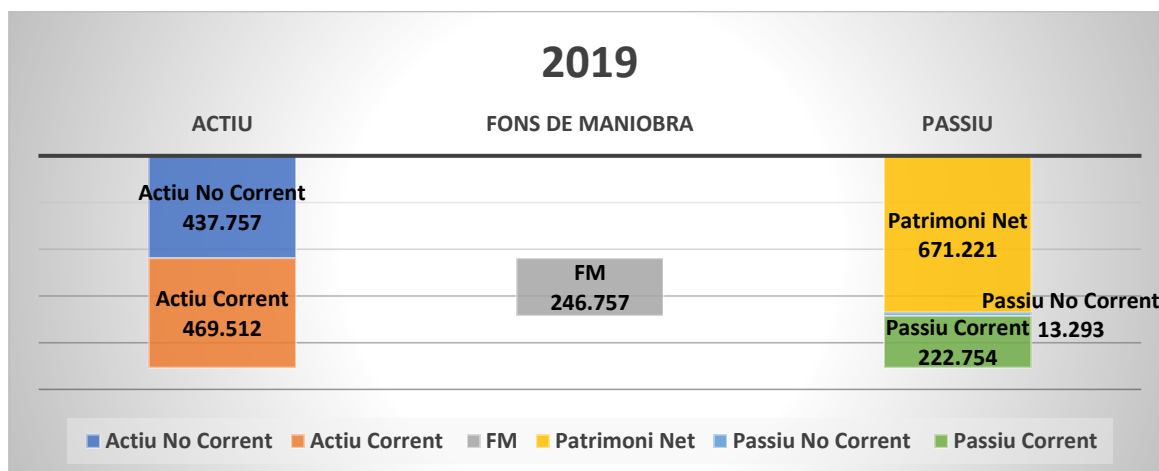 2019
ACTIU FONS DE MANIOBRA PASSIU
Actiu No Corrent
437.757
Actiu Corrent
469.512
FM
246.757
Patrimoni Net
671.221
Passiu No Corrent
13.293
Passiu Corrent
222.754
Actiu No Corrent Actiu Corrent FM Patrimoni Net Passiu No Corrent Passiu Corrent